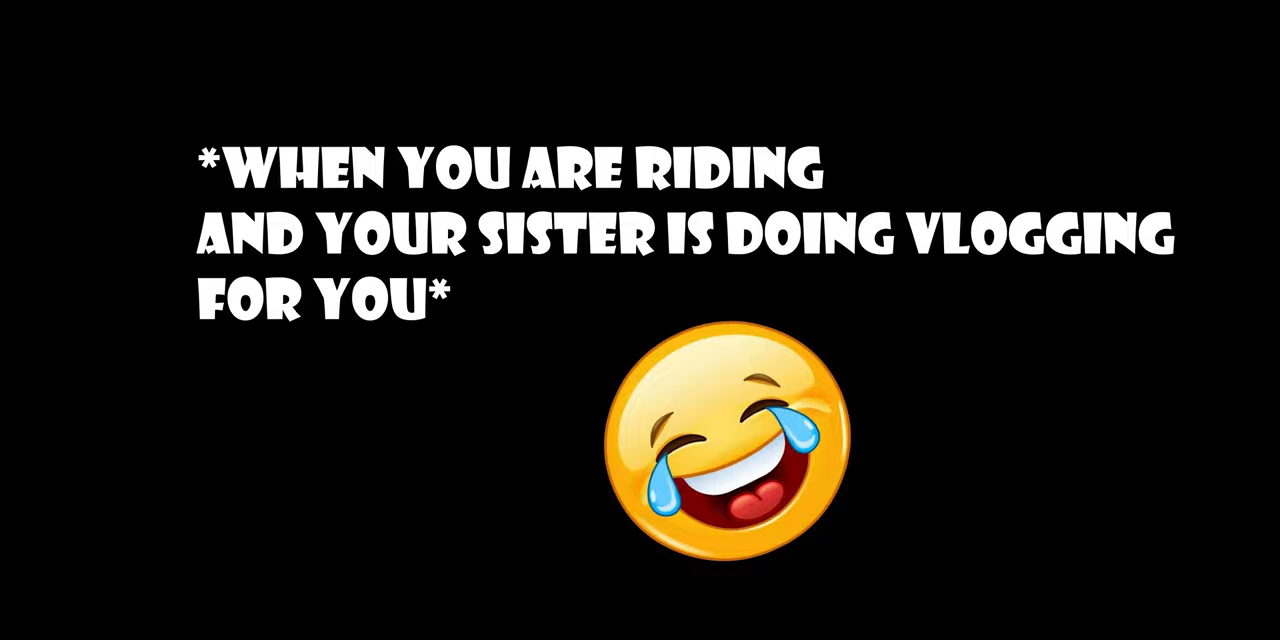 *WHEN YOU ARE RIDING
AND YOUR SISTER IS DOING VLOGGING
FOR YOU*